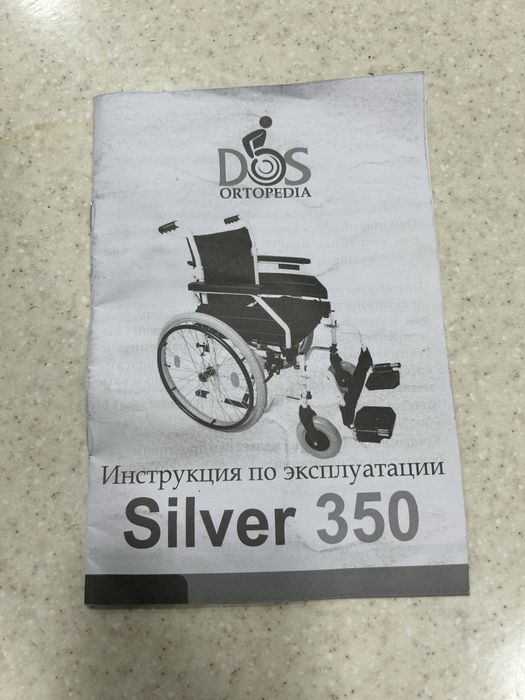 DOS
ORTOPEDIA
Инструкция по эксплуатации
Silver 350